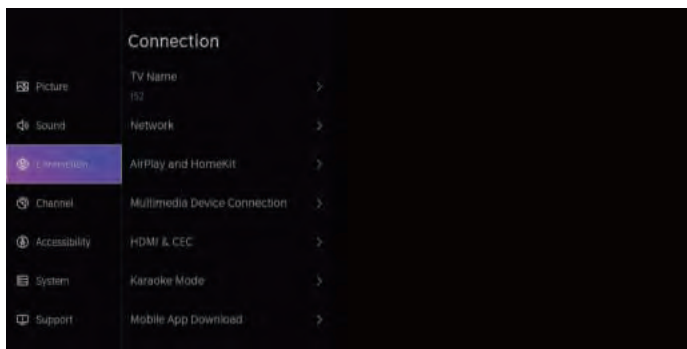 Connection
Picture
Sound
Connection
Channel
Accessibility
System
Support
TV Name
152
Network
AirPlay and HomeKit
Multimedia Device Connection
HDMI & CEC
Karaoke Mode
Mobile App Download